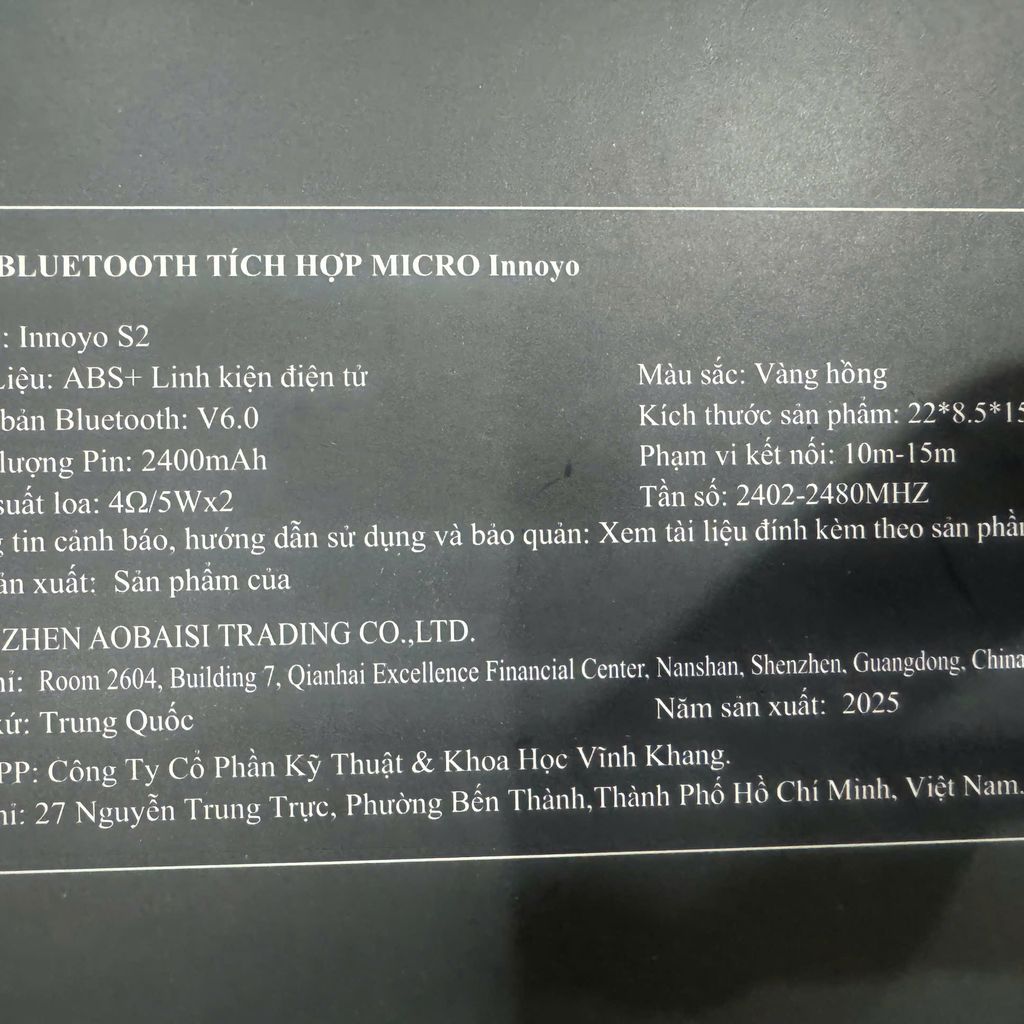 BLUETOOTH TÍCH HỢP MICRO Innoyo
: Innoyo S2
Liệu: ABS+ Linh kiện điện tử
Màu sắc: Vàng hồng
bản Bluetooth: V6.0
Kích thước sản phẩm: 22*8.5*15
lượng Pin: 2400mAh
Phạm vi kết nối: 10m-15m
suất loa: 4Ω/5Wx2
Tần số: 2402-2480MHZ
tin cảnh báo, hướng dẫn sử dụng và bảo quản: Xem tài liệu đính kèm theo sản phẩm
ản xuất: Sản phẩm của
ZHEN AOBAISI TRADING CO.,LTD.
hỉ: Room 2604, Building 7, Qianhai Excellence Financial Center, Nanshan, Shenzhen, Guangdong, China
xứ: Trung Quốc
Năm sản xuất: 2025
PP: Công Ty Cổ Phần Kỹ Thuật & Khoa Học Vĩnh Khang.
hỉ: 27 Nguyễn Trung Trực, Phường Bến Thành,Thành Phố Hồ Chí Minh, Việt Nam.